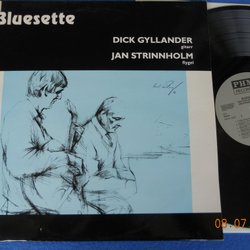 Bluesette
DICK GYLLANDER
gitarr
JAN STRINNHOLM
flygel